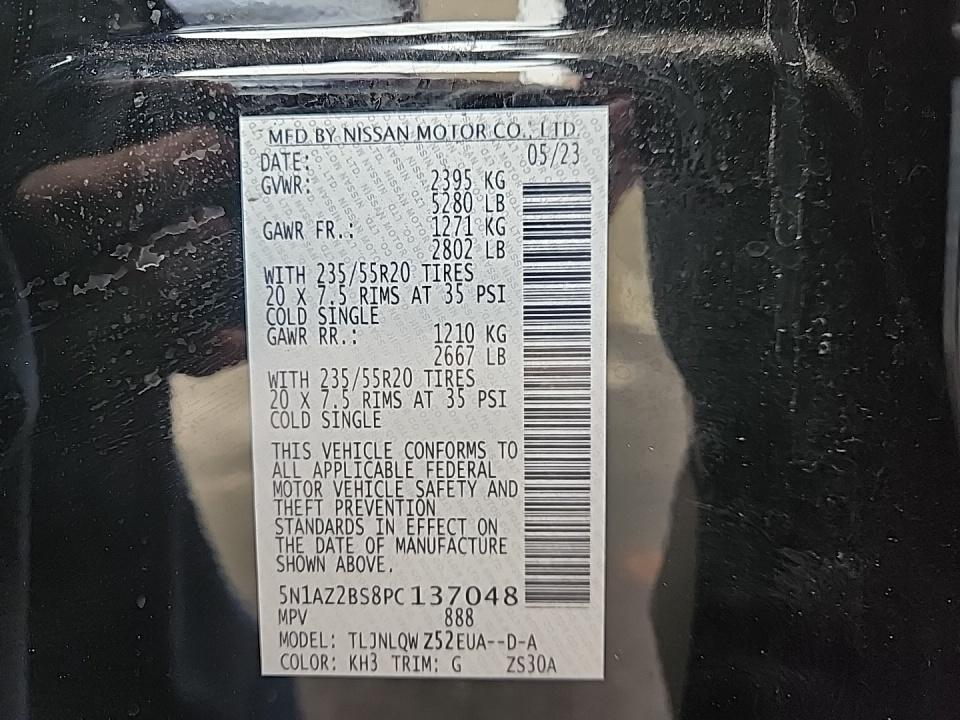 MFD BY NISSAN MOTOR CO., LTD.
DATE: 05/23
GVWR: 2395 KG
5280 LB
GAWR FR.: 1271 KG
2802 LB
WITH 235/55R20 TIRES
20 X 7.5 RIMS AT 35 PSI
COLD SINGLE
GAWR RR.: 1210 KG
2667 LB
WITH 235/55R20 TIRES
20 X 7.5 RIMS AT 35 PSI
COLD SINGLE
THIS VEHICLE CONFORMS TO
ALL APPLICABLE FEDERAL
MOTOR VEHICLE SAFETY AND
THEFT PREVENTION
STANDARDS IN EFFECT ON
THE DATE OF MANUFACTURE
SHOWN ABOVE.
5N1AZ2BS8PC137048
MPV 888
MODEL: TLJNLQWZ52EUA--D-A
COLOR: KH3 TRIM: G ZS30A